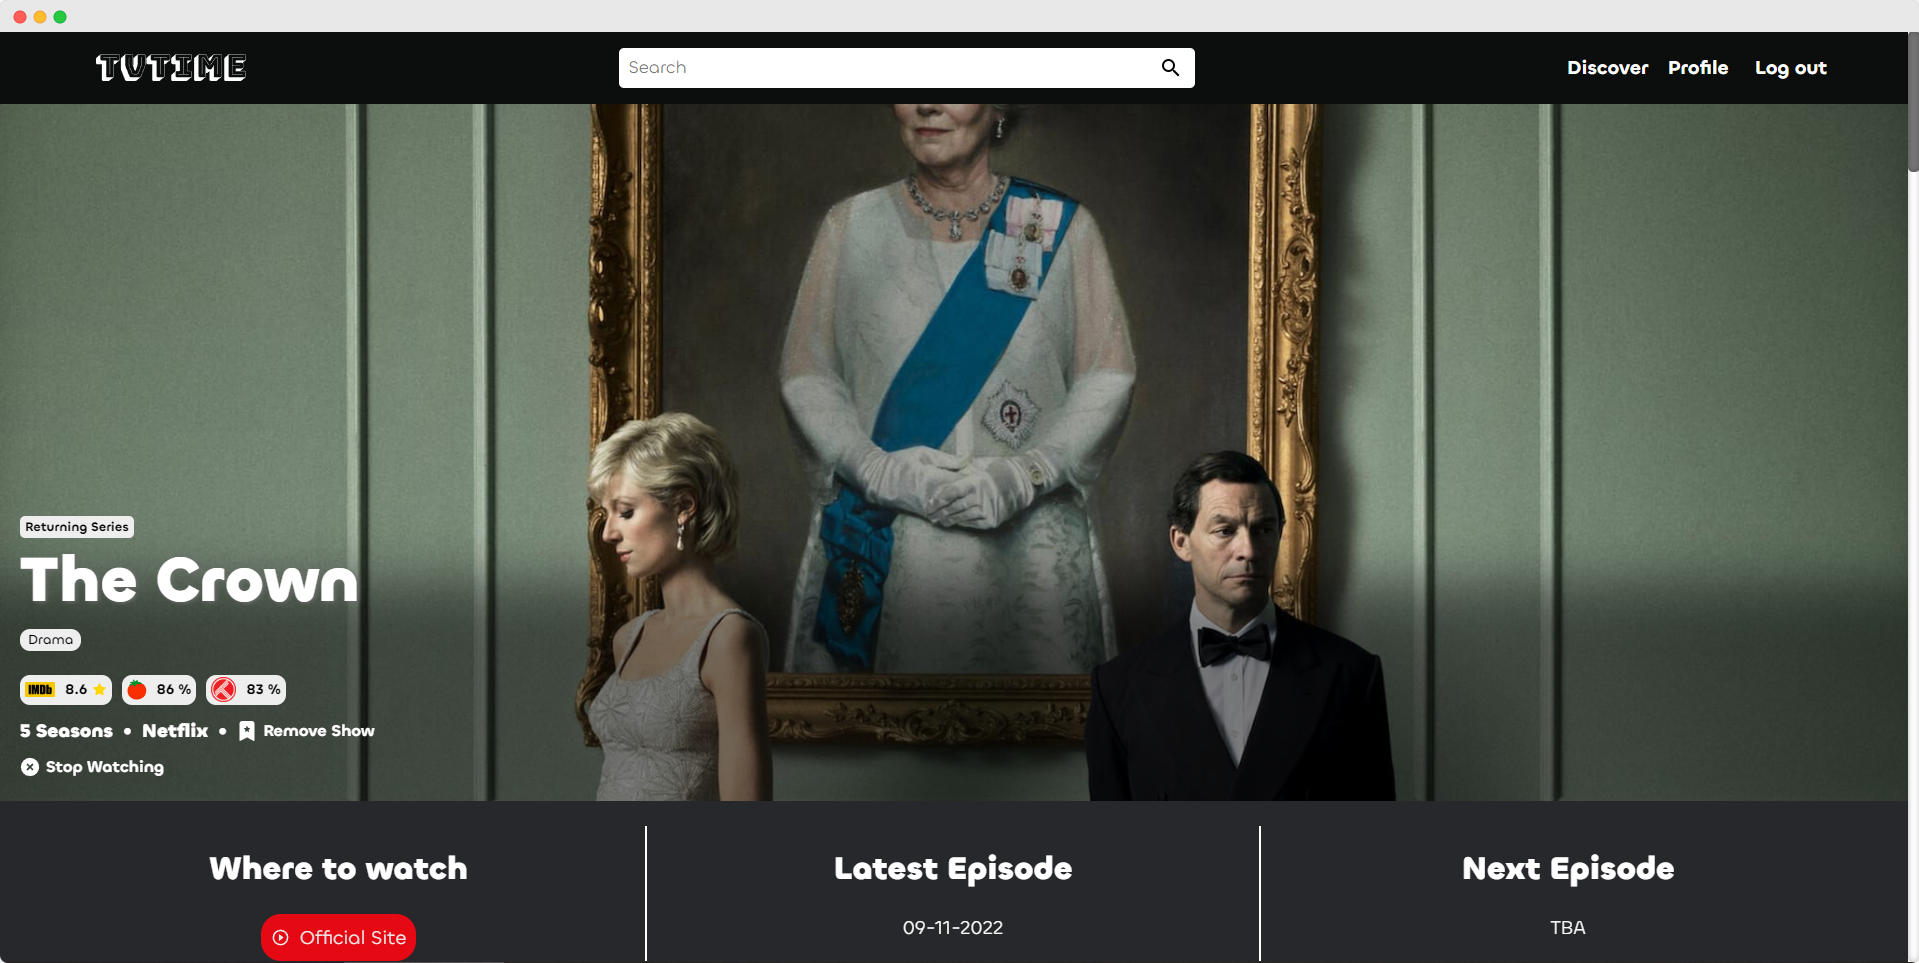 TVTIME
Search
Discover Profile Log out
Returning Series
The Crown
Drama
IMDb 8.6 86 % 83 %
5 Seasons • Netflix • Remove Show
Stop Watching
Where to watch
Official Site
Latest Episode
09-11-2022
Next Episode
TBA